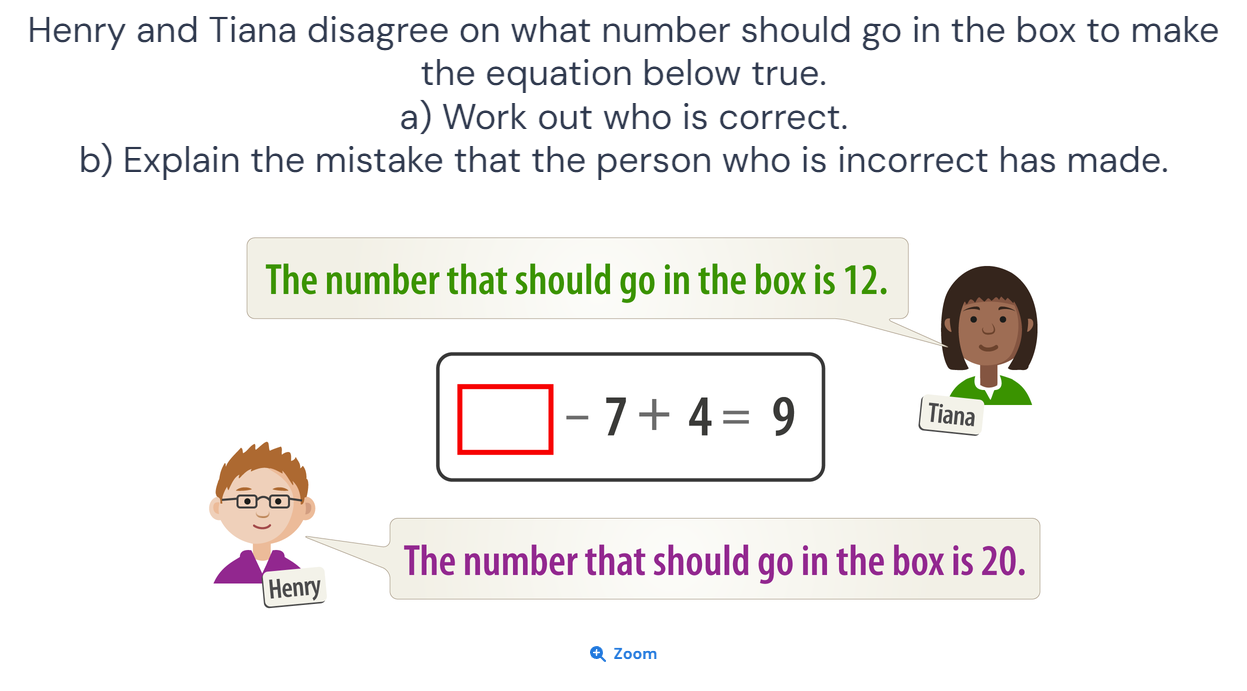 Henry and Tiana disagree on what number should go in the box to make
the equation below true.
a) Work out who is correct.
b) Explain the mistake that the person who is incorrect has made.
The number that should go in the box is 12.
Tiana
− 7 + 4 = 9
Henry
The number that should go in the box is 20.
Zoom